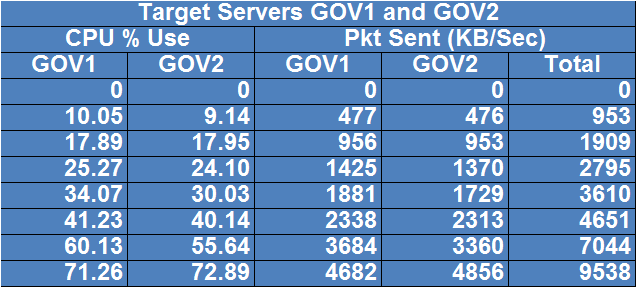 Target Servers GOV1 and GOV2
CPU % Use Pkt Sent (KB/Sec)
GOV1 GOV2 GOV1 GOV2 Total
0 0 0 0 0
10.05 9.14 477 476 953
17.89 17.95 956 953 1909
25.27 24.10 1425 1370 2795
34.07 30.03 1881 1729 3610
41.23 40.14 2338 2313 4651
60.13 55.64 3684 3360 7044
71.26 72.89 4682 4856 9538